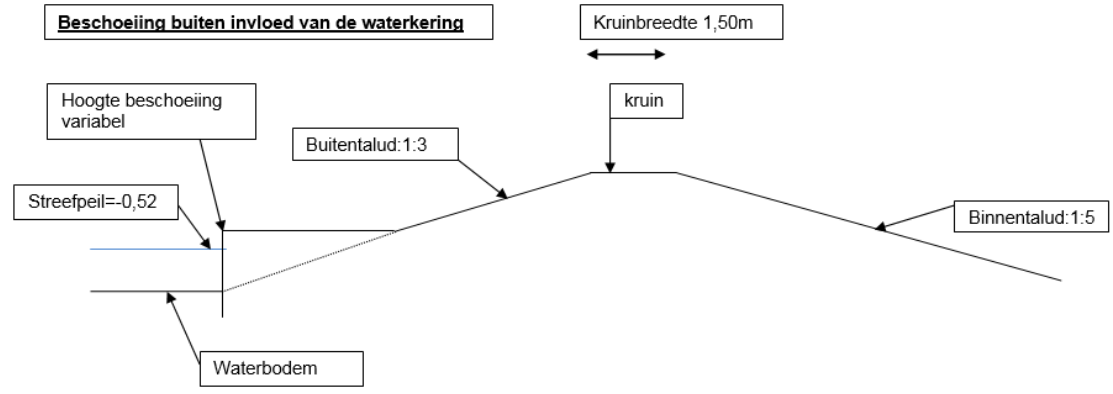 Beschoeiing buiten invloed van de waterkering
Kruinbreedte 1,50m
Hoogte beschoeiing
variabel
kruin
Buitentalud:1:3
Streefpeil=-0,52
Binnentalud:1:5
Waterbodem